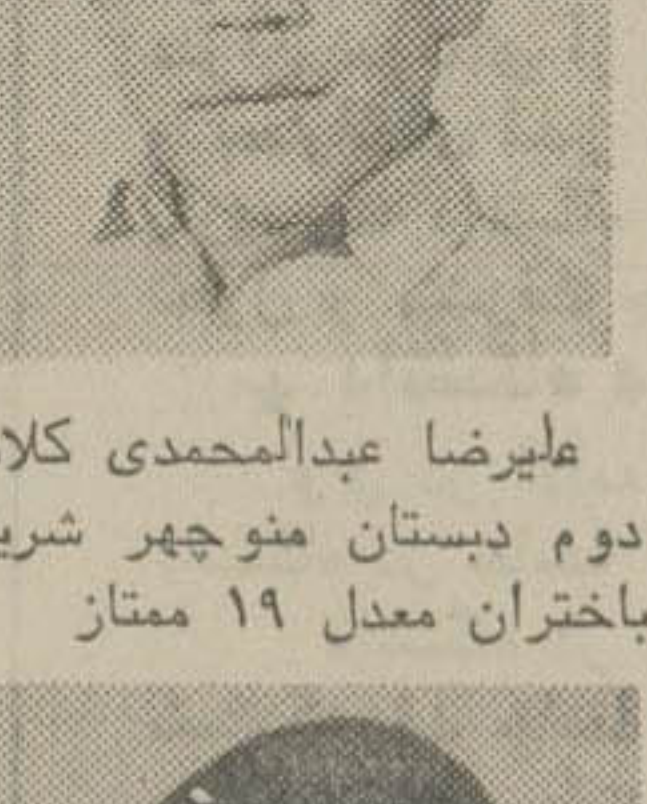 علیرضا عبدالمحمدی
دوم دبستان منوچهر
باختران معدل ۱۹ ممتاز